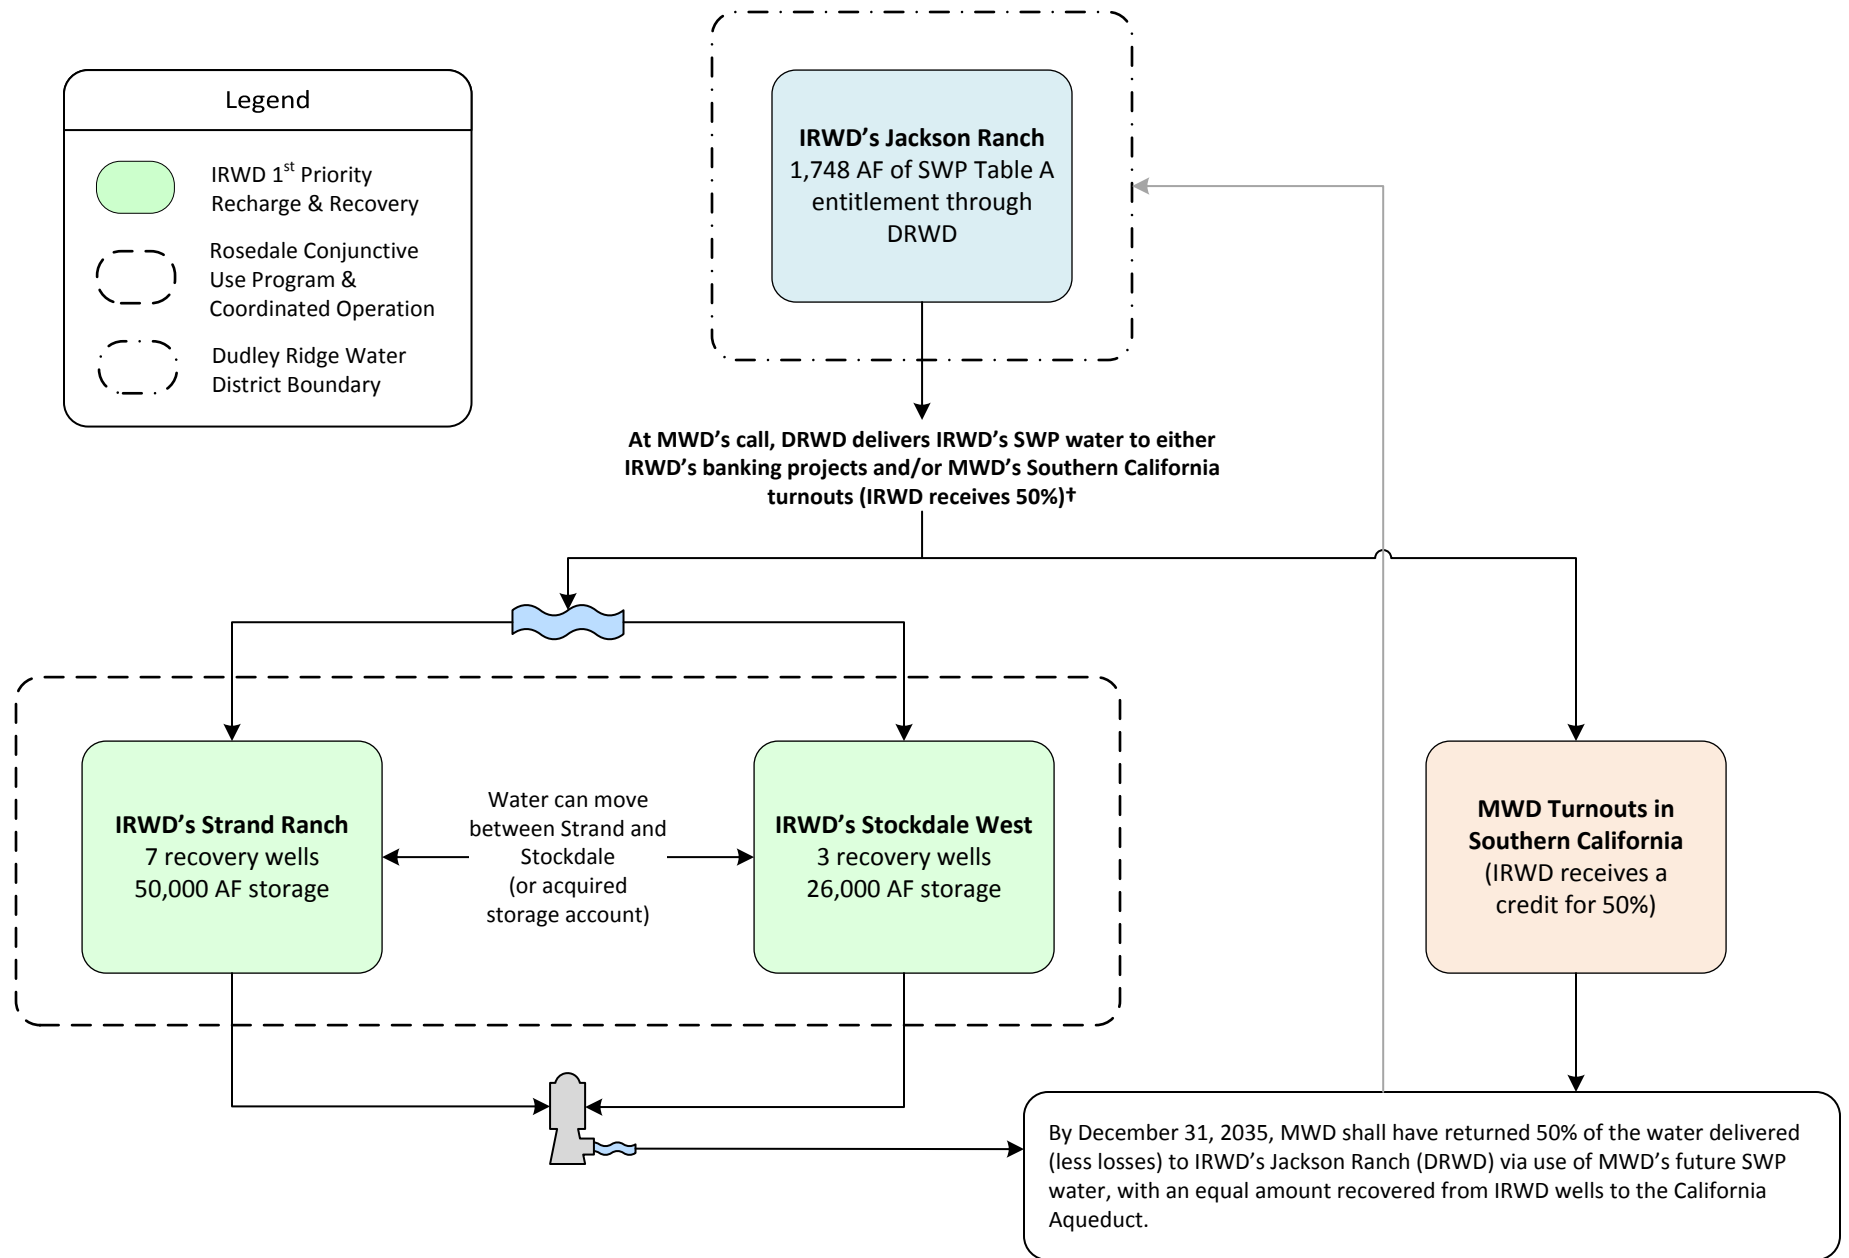 Legend
IRWD 1st Priority
Recharge & Recovery
Rosedale Conjunctive
Use Program &
Coordinated Operation
Dudley Ridge Water
District Boundary
IRWD’s Jackson Ranch
1,748 AF of SWP Table A
entitlement through
DRWD
At MWD’s call, DRWD delivers IRWD’s SWP water to either
IRWD’s banking projects and/or MWD’s Southern California
turnouts (IRWD receives 50%)†
IRWD’s Strand Ranch
7 recovery wells
50,000 AF storage
Water can move
between Strand and
Stockdale
(or acquired
storage account)
IRWD’s Stockdale West
3 recovery wells
26,000 AF storage
MWD Turnouts in
Southern California
(IRWD receives a
credit for 50%)
By December 31, 2035, MWD shall have returned 50% of the water delivered
(less losses) to IRWD’s Jackson Ranch (DRWD) via use of MWD’s future SWP
water, with an equal amount recovered from IRWD wells to the California
Aqueduct.